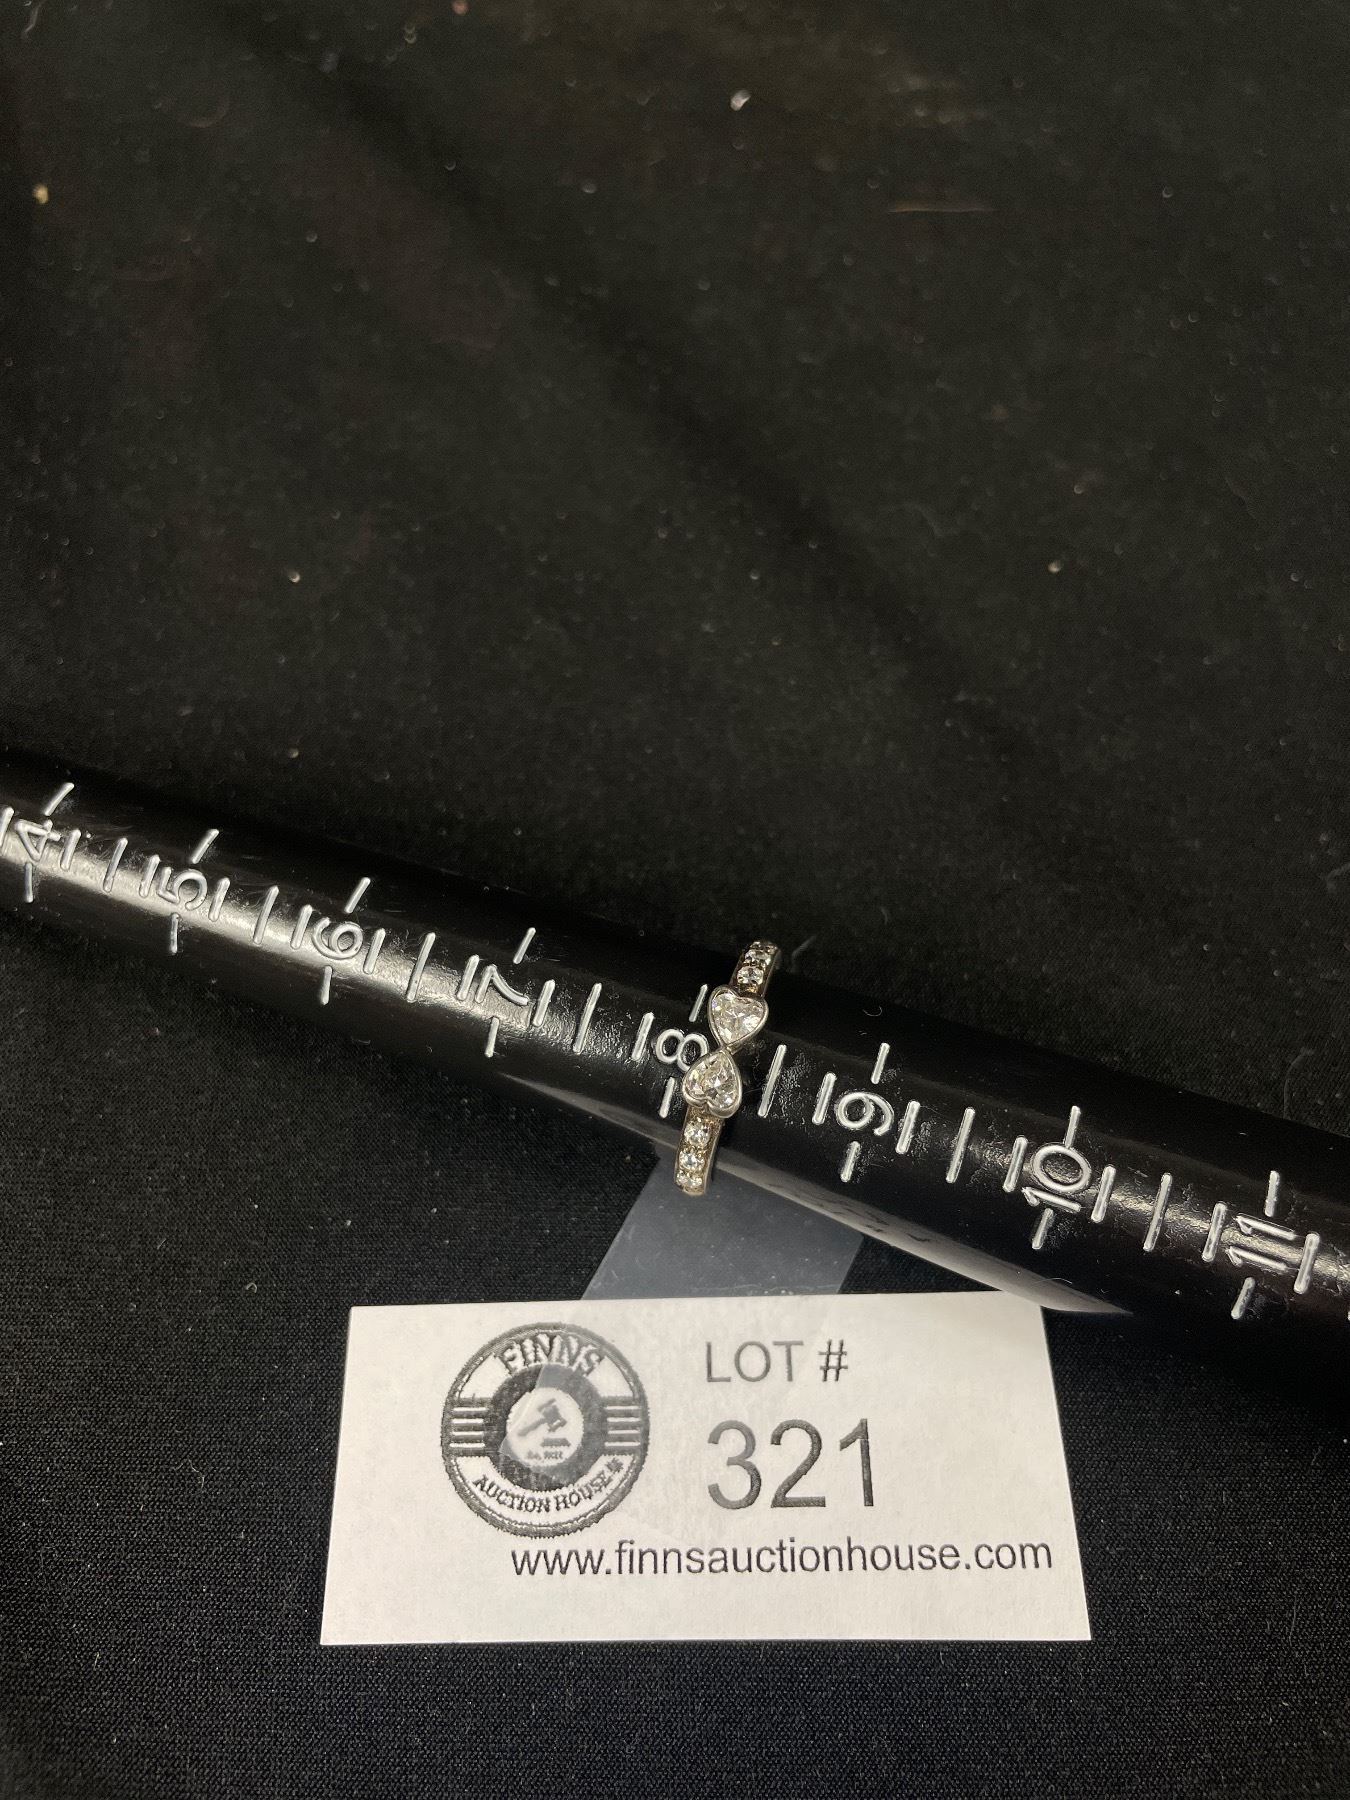 4 5 6 7 8 9 10 11
FINNS
AUCTION HOUSE
LOT #
321
www.finnsauctionhouse.com